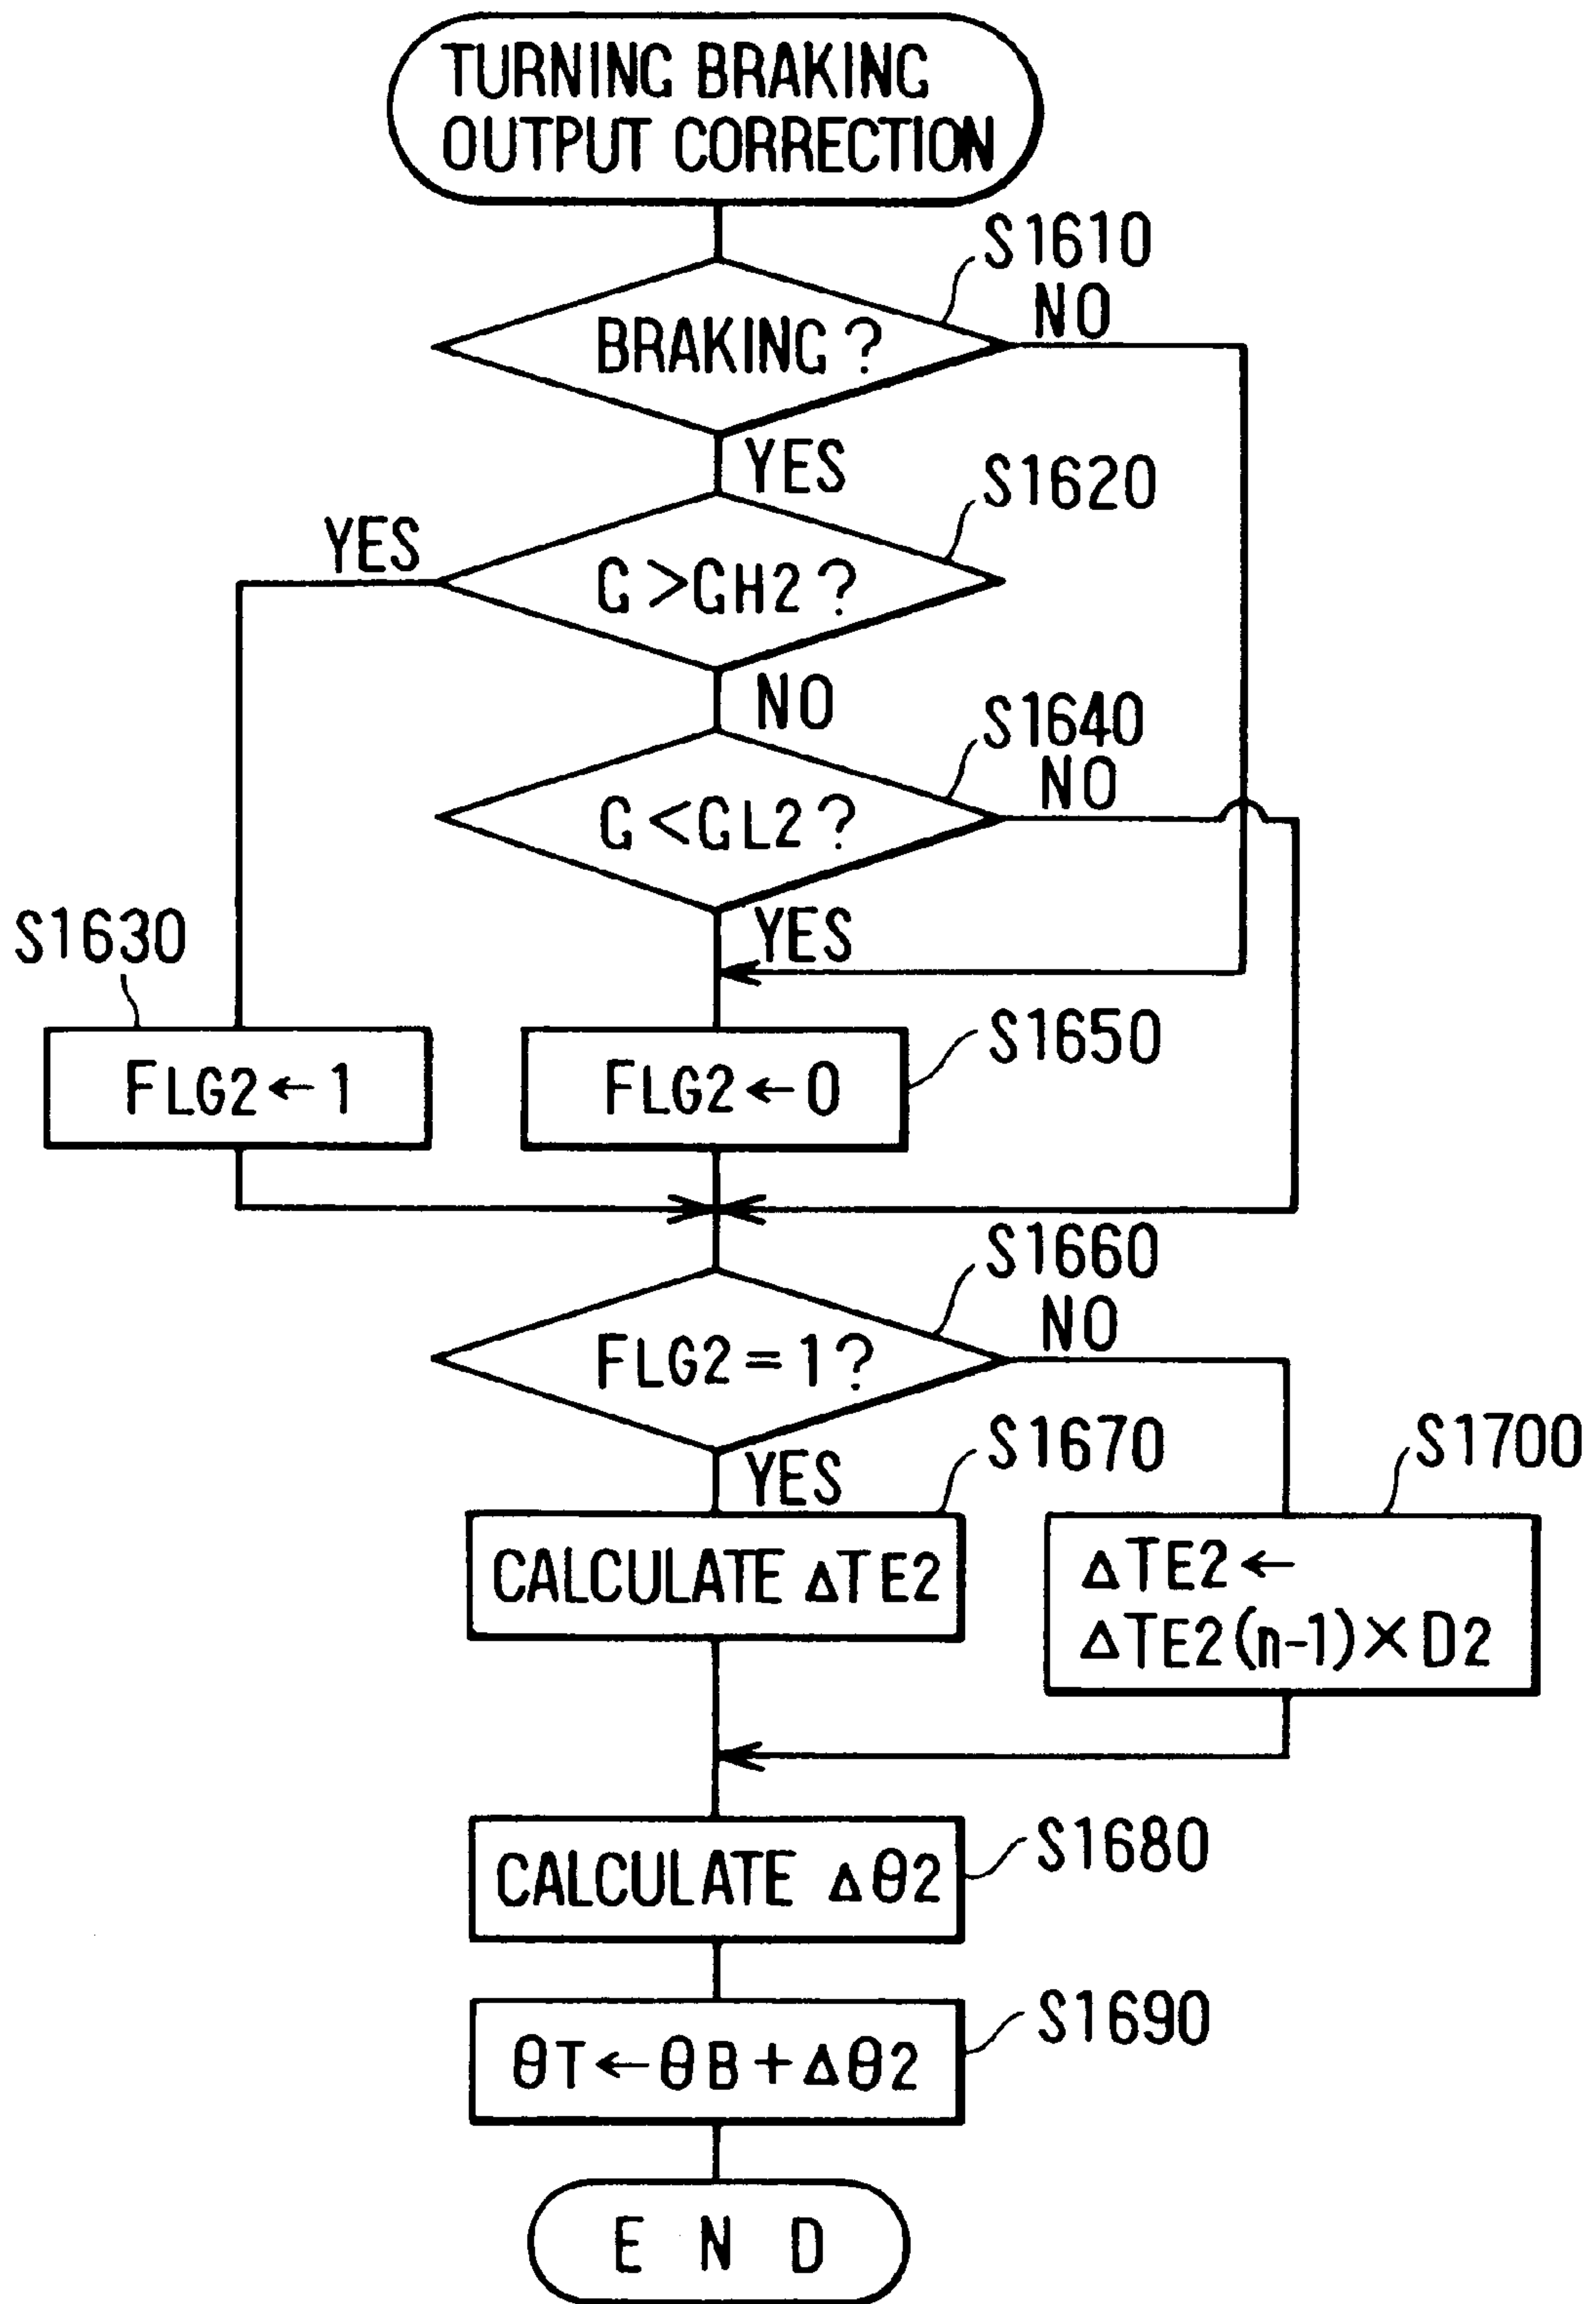 TURNING BRAKING
OUTPUT CORRECTION
S1610
BRAKING?
NO
YES
S1620
G>GH2?
YES
NO
S1640
G<GL2?
NO
YES
S1630
FLG2←1
S1650
FLG2←0
S1660
FLG2=1?
NO
YES
S1670
CALCULATE ΔTE2
S1700
ΔTE2←
ΔTE2(n-1)×D2
S1680
CALCULATE Δθ2
S1690
θT←θB+Δθ2
END